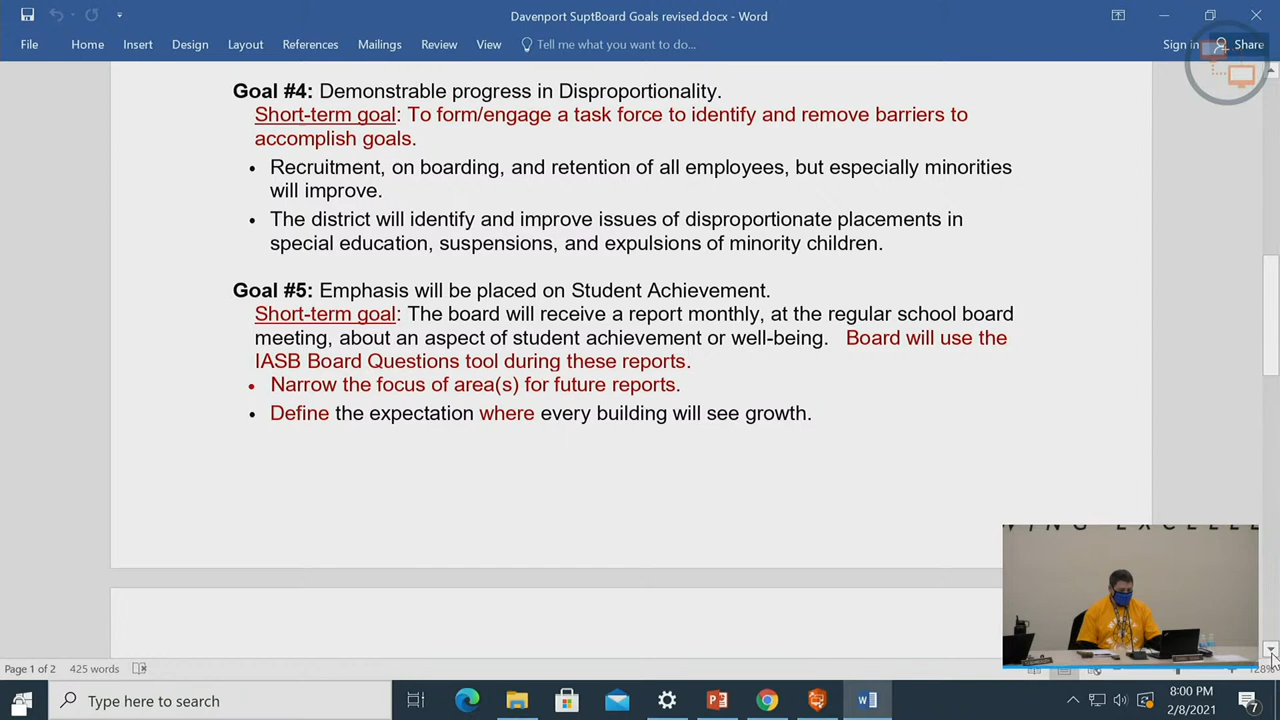 Davenport SuptBoard Goals revised.docx - Word
File Home Insert Design Layout References Mailings Review View Tell me what you want to do... Sign in Share
Goal #4: Demonstrable progress in Disproportionality.
Short-term goal: To form/engage a task force to identify and remove barriers to
accomplish goals.
• Recruitment, on boarding, and retention of all employees, but especially minorities
will improve.
• The district will identify and improve issues of disproportionate placements in
special education, suspensions, and expulsions of minority children.
Goal #5: Emphasis will be placed on Student Achievement.
Short-term goal: The board will receive a report monthly, at the regular school board
meeting, about an aspect of student achievement or well-being. Board will use the
IASB Board Questions tool during these reports.
• Narrow the focus of area(s) for future reports.
• Define the expectation where every building will see growth.
Page 1 of 2 425 words 128%
Type here to search
8:00 PM
2/8/2021
7